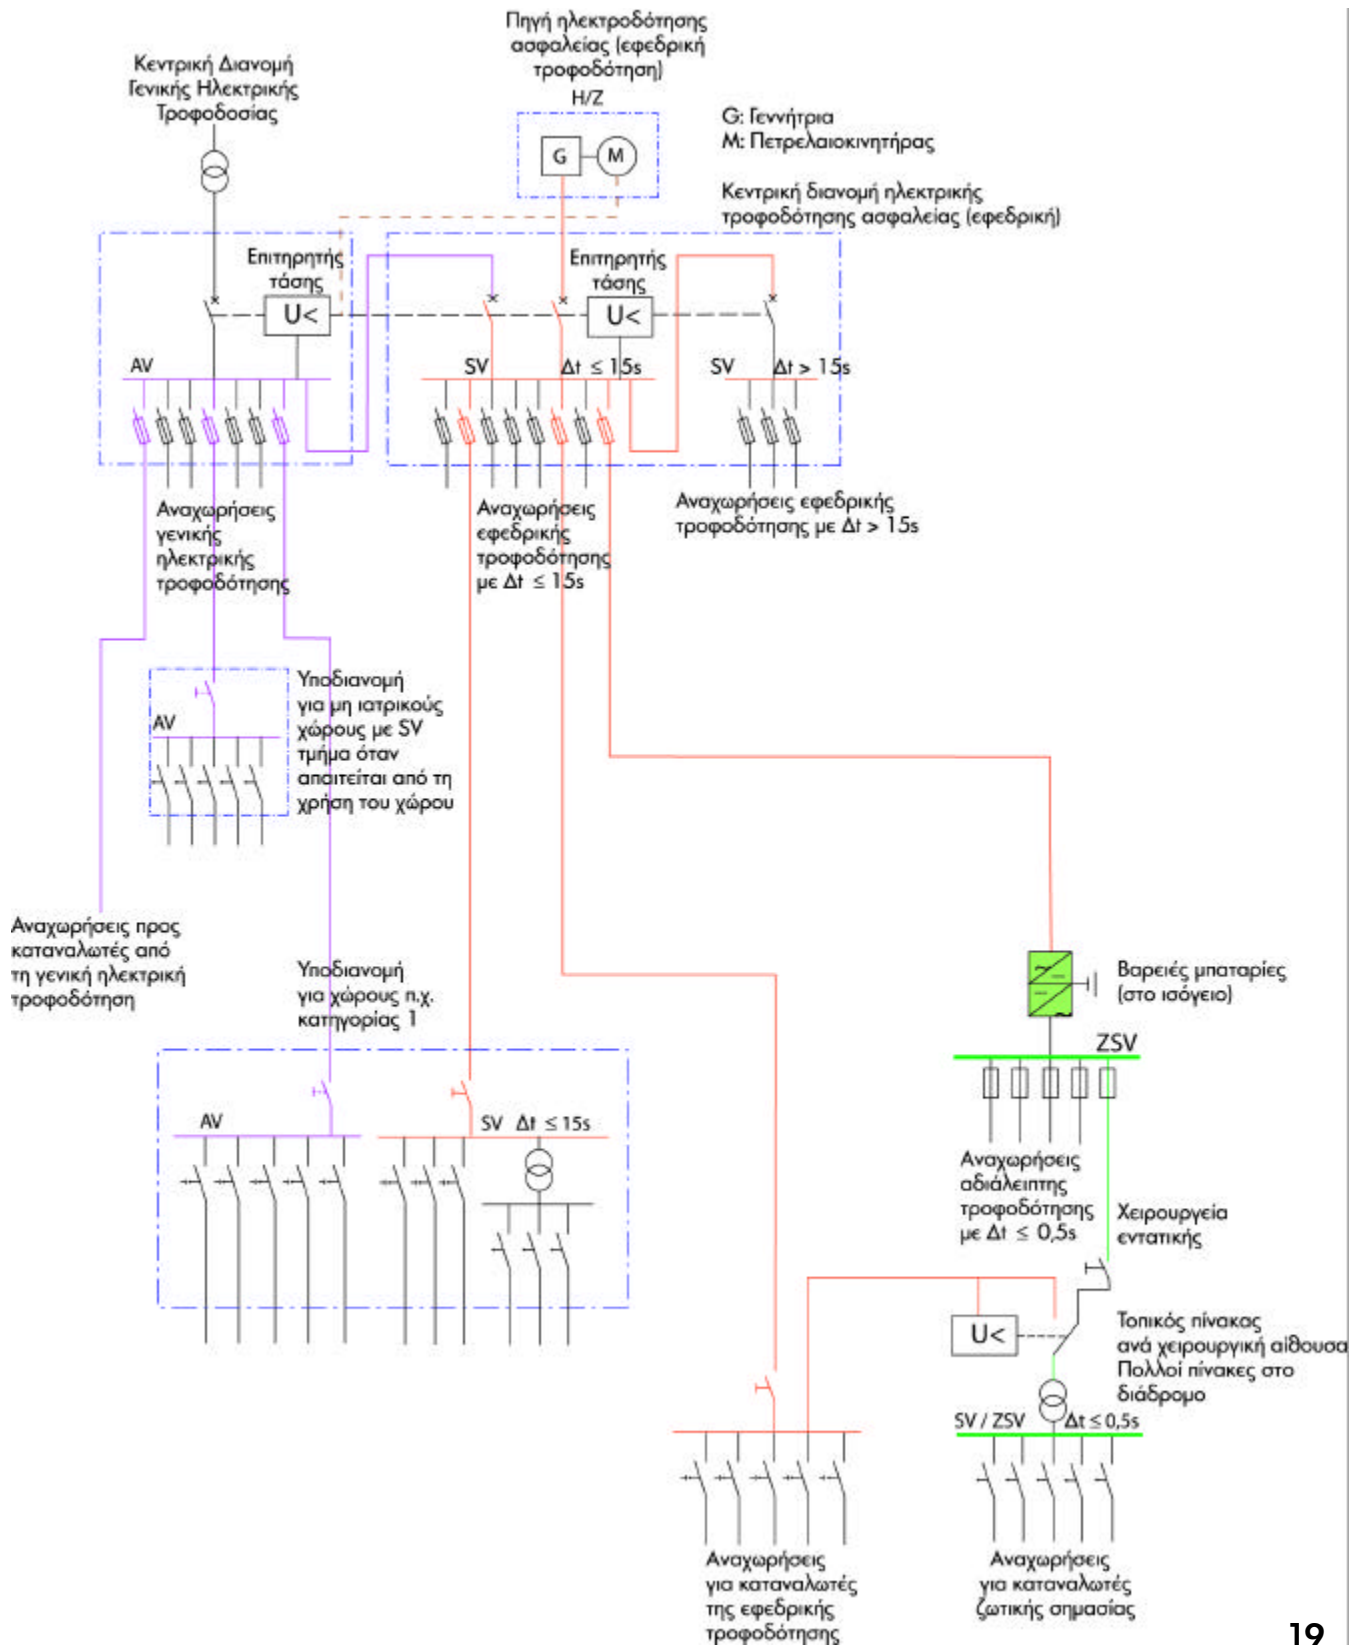 Πηγή ηλεκτροδότησης
ασφαλείας (εφεδρική
τροφοδότηση)
Η/Ζ
Κεντρική Διανομή
Γενικής Ηλεκτρικής
Τροφοδοσίας
G
M
G: Γεννήτρια
M: Πετρελαιοκινητήρας
Κεντρική διανομή ηλεκτρικής
τροφοδότησης ασφαλείας (εφεδρική)
Επιτηρητής
τάσης
U<
Επιτηρητής
τάσης
U<
AV
SV
Δt ≤ 15s
SV
Δt > 15s
Αναχωρήσεις
γενικής
ηλεκτρικής
τροφοδότησης
Αναχωρήσεις
εφεδρικής
τροφοδότησης
με Δt ≤ 15s
Αναχωρήσεις εφεδρικής
τροφοδότησης με Δt > 15s
Υποδιανομή
για μη ιατρικούς
χώρους με SV
τμήμα όταν
απαιτείται από τη
χρήση του χώρου
AV
Αναχωρήσεις προς
καταναλωτές από
τη γενική ηλεκτρική
τροφοδότηση
Υποδιανομή
για χώρους π.χ.
κατηγορίας 1
Βαρειές μπαταρίες
(στο ισόγειο)
ZSV
AV
SV Δt ≤ 15s
Αναχωρήσεις
αδιάλειπτης
τροφοδότησης
με Δt ≤ 0,5s
Χειρουργεία
εντατικής
U<
Τοπικός πίνακας
ανά χειρουργική αίθουσα
Πολλοί πίνακες στο
διάδρομο
SV / ZSV
Δt ≤ 0,5s
Αναχωρήσεις
για καταναλωτές
της εφεδρικής
τροφοδότησης
Αναχωρήσεις
για καταναλωτές
ζωτικής σημασίας
19